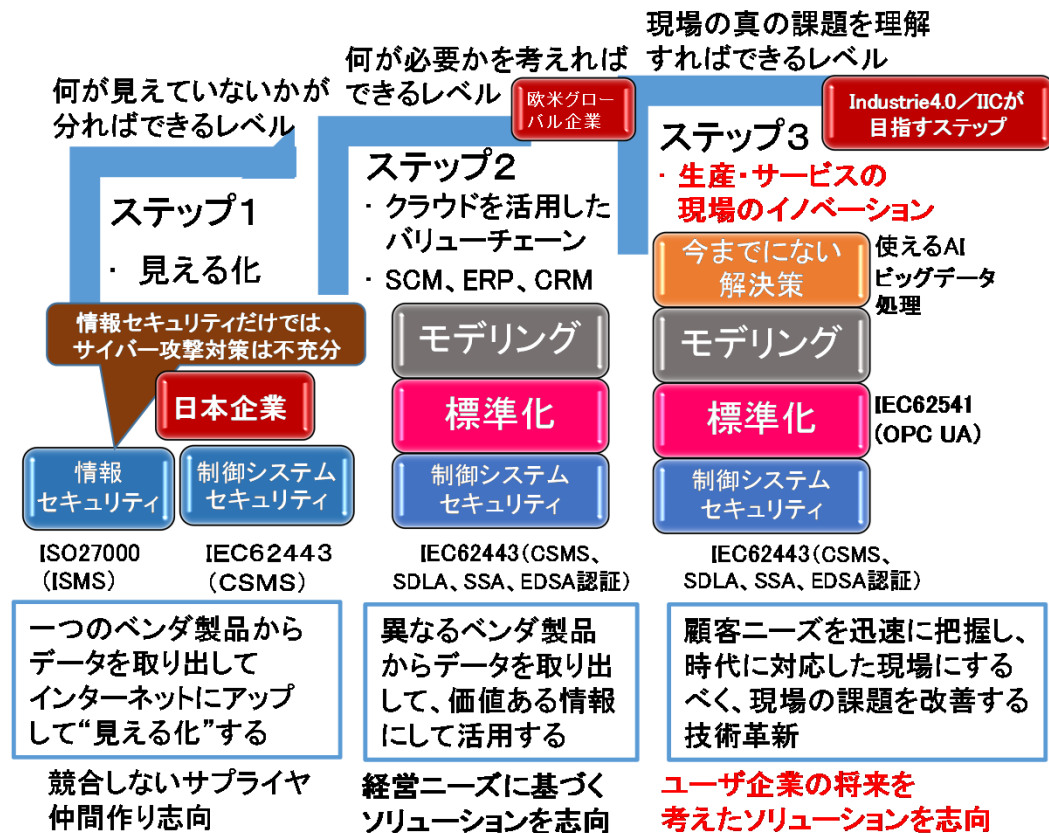 何が見えていないかが
分ればできるレベル
ステップ1
・ 見える化
情報セキュリティだけでは、
サイバー攻撃対策は不充分
日本企業
情報
セキュリティ
制御システム
セキュリティ
ISO27000
(ISMS)
IEC62443
(CSMS)
一つのベンダ製品から
データを取り出して
インターネットにアップ
して“見える化”する
競合しないサプライヤ
仲間作り志向
何が必要かを考えれば
できるレベル
欧米グロー
バル企業
ステップ2
・ クラウドを活用した
バリューチェーン
・ SCM、ERP、CRM
モデリング
標準化
制御システム
セキュリティ
IEC62443(CSMS、
SDLA、SSA、EDSA認証)
異なるベンダ製品
からデータを取り出
して、価値ある情報
にして活用する
経営ニーズに基づく
ソリューションを志向
現場の真の課題を理解
すればできるレベル
Industrie4.0/IICが
目指すステップ
ステップ3
・ 生産・サービスの
現場のイノベーション
今までにない
解決策
使えるAI
ビッグデータ
処理
モデリング
標準化
IEC62541
(OPC UA)
制御システム
セキュリティ
IEC62443(CSMS、
SDLA、SSA、EDSA認証)
顧客ニーズを迅速に把握し、
時代に対応した現場にする
べく、現場の課題を改善する
技術革新
ユーザ企業の将来を
考えたソリューションを志向